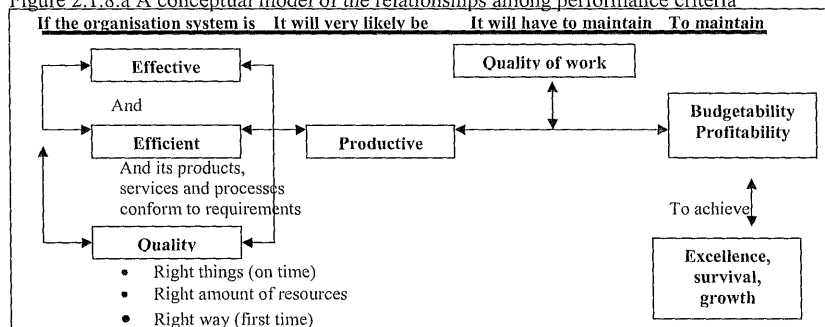 Figure 2.1.8.a A conceptual model of the relationships among performance criteria
If the organisation system is It will very likely be It will have to maintain To maintain
Effective
Quality of work
And
Budgetability
Profitability
Efficient
Productive
And its products,
services and processes
conform to requirements
To achieve
Quality
Excellence,
survival,
growth
• Right things (on time)
• Right amount of resources
• Right way (first time)